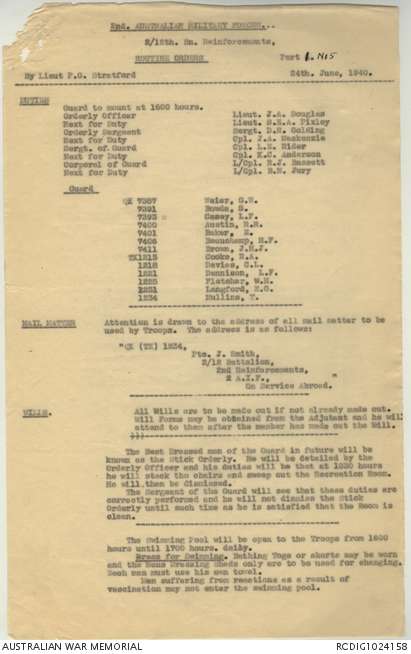 2nd. AUSTRALIAN MILITARY FORCES...
2/12th. Bn. Reinforcements,
ROUTINE ORDERS Part 1. N15
By Lieut P.G. Stratford 24th. June, 1940.
DUTIES
Guard to mount at 1600 hours.
Orderly Officer Lieut. J.A. Douglas
Next for Duty Lieut. S.E.A. Pixley
Orderly Sergeant Sergt. D.H. Golding
Next for Duty Cpl. J.A. Mackenzie
Sergt. of Guard Cpl. L.H. Rider
Next for Duty Cpl. K.C. Anderson
Corporal of Guard L/Cpl. R.J. Bassett
Next for Duty L/Cpl. R.N. Jury
Guard
QX 7387 Weier, G.W.
7391 Bowda, S.
7393 Casey, L.F.
7400 Austin, R.R.
7401 Baker, E.
7406 Beauchamp, H.F.
7411 Brown, J.H.J.
TX1213 Cooke, R.A.
1218 Davies, C.L.
1221 Dennison, L.F.
1225 Fletcher, W.H.
1231 Langford, E.G.
1234 Mullins, T.
MAIL MATTER Attention is drawn to the address of all mail matter to be
used by Troops. The address is as follows:
"QX (TX) 1234,
Pte. J. Smith,
2/12 Battalion,
2nd Reinforcements,
2 A.I.F., "
On Service Abroad.
WILLS. All Wills are to be made out if not already made out.
Will Forms may be obtained from the Adjutant and he will
attend to them after the member has made out the Will.
The Best Dressed man of the Guard in future will be
known as the Stick Orderly. He will be detailed by the
Orderly Officer and his duties will be that at 1030 hours
he will stack the chairs and sweep out the Recreation Room.
He will then be dismissed.
The Sergeant of the Guard will see that these duties are
correctly performed and he will not dismiss the Stick
Orderly until such time as he is satisfied that the Room is
clean.
The Swimming Pool will be open to the Troops from 1600
hours until 1700 hours. daily.
Dress for Swimming. Bathing Togs or shorts may be worn
and the Mens Dressing Sheds only are to be used for changing.
Each man must use his own towel.
Men suffering from reactions as a result of
vaccination may not enter the swimming pool.
AUSTRALIAN WAR MEMORIAL RCDIG1024158